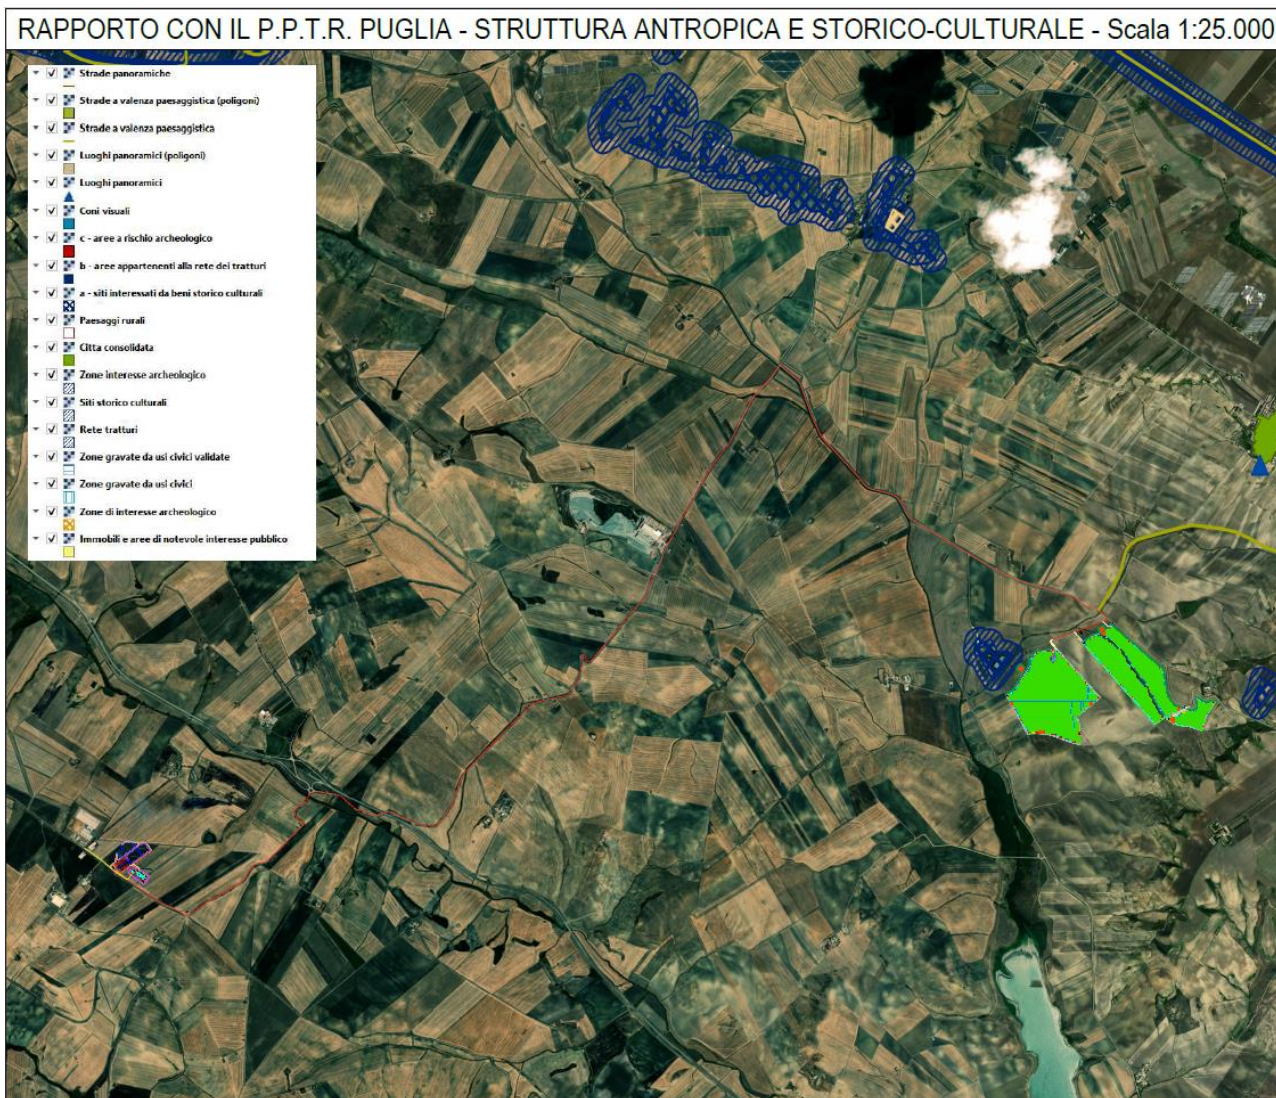 RAPPORTO CON IL P.P.T.R. PUGLIA - STRUTTURA ANTROPICA E STORICO-CULTURALE - Scala 1:25.000
Strade panoramiche
Strade a valenza paesaggistica (poligoni)
Strade a valenza paesaggistica
Luoghi panoramici (poligoni)
Luoghi panoramici
Coni visuali
c - aree a rischio archeologico
b - aree appartenenti alla rete dei tratturi
a - siti interessati da beni storico culturali
Paesaggi rurali
Citta consolidata
Zone interesse archeologico
Siti storico culturali
Rete tratturi
Zone gravate da usi civici validate
Zone gravate da usi civici
Zone di interesse archeologico
Immobili e aree di notevole interesse pubblico